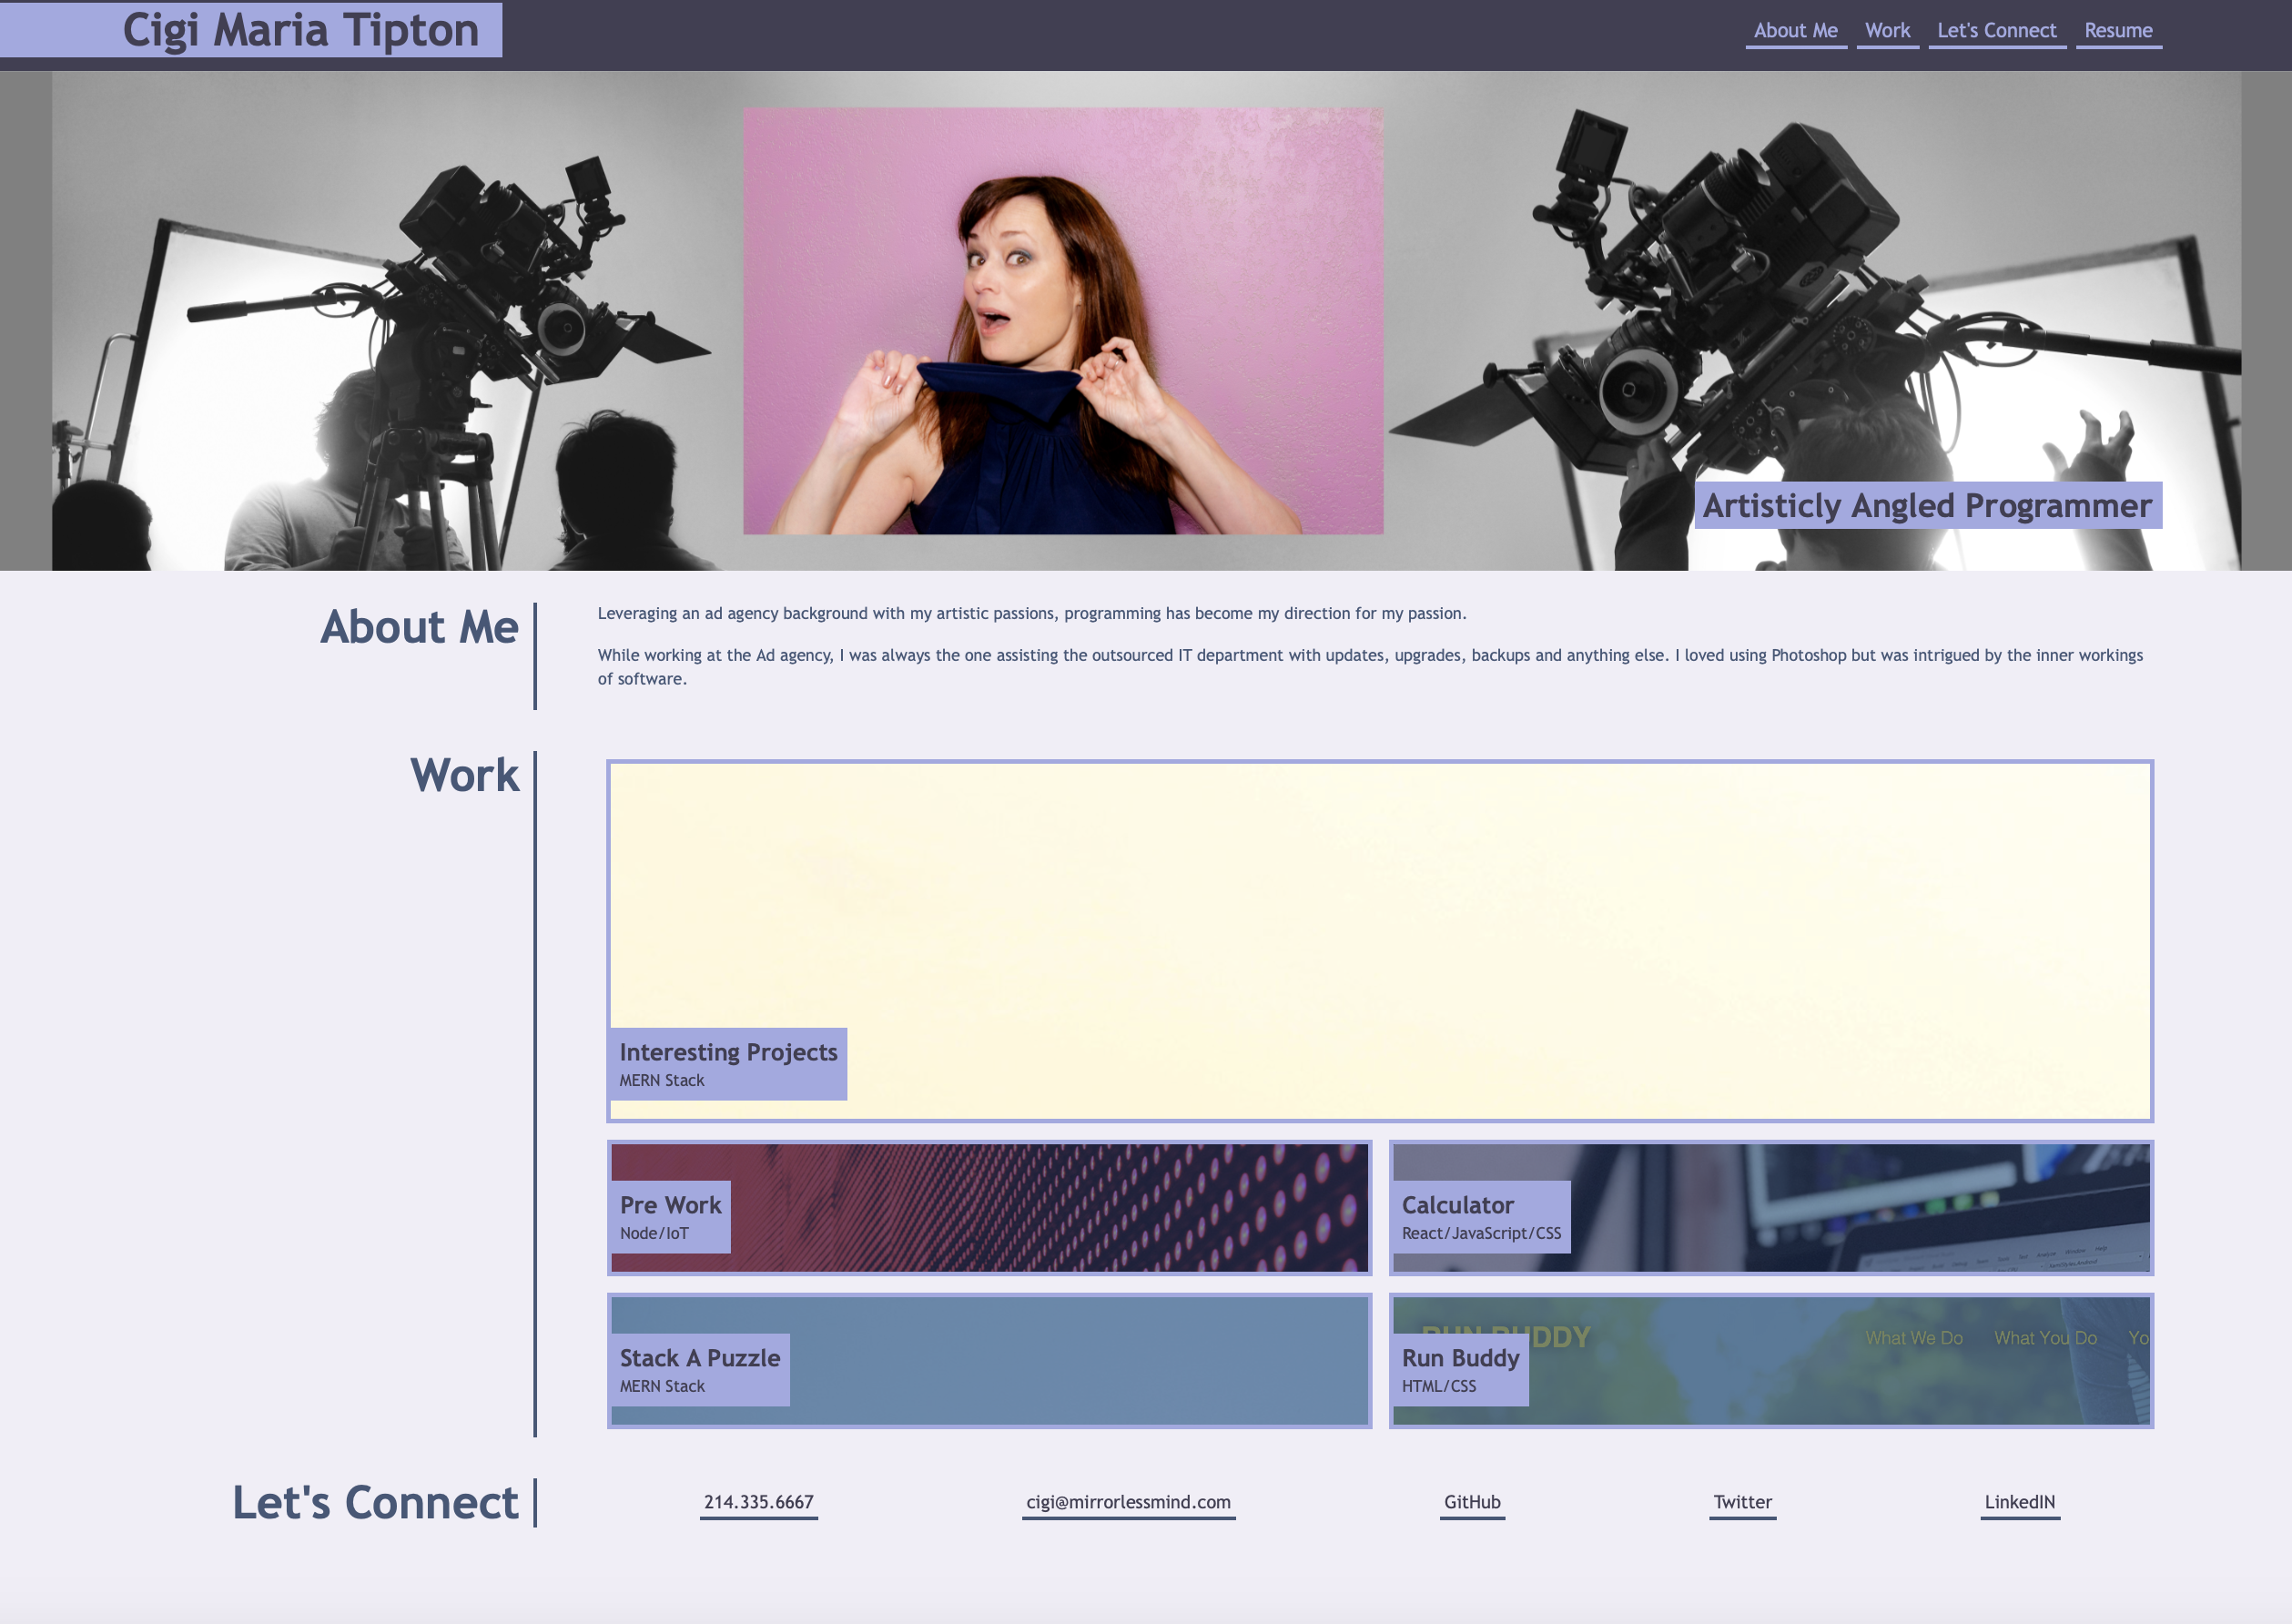 Cigi Maria Tipton
About Me Work Let's Connect Resume
Artisticly Angled Programmer
About Me
Leveraging an ad agency background with my artistic passions, programming has become my direction for my passion.
While working at the Ad agency, I was always the one assisting the outsourced IT department with updates, upgrades, backups and anything else. I loved using Photoshop but was intrigued by the inner workings
of software.
Work
Interesting Projects
MERN Stack
Pre Work
Node/IoT
Calculator
React/JavaScript/CSS
Stack A Puzzle
MERN Stack
What We Do What You Do Yo
Run Buddy
HTML/CSS
Let's Connect
214.335.6667
cigi@mirrorlessmind.com
GitHub
Twitter
LinkedIN